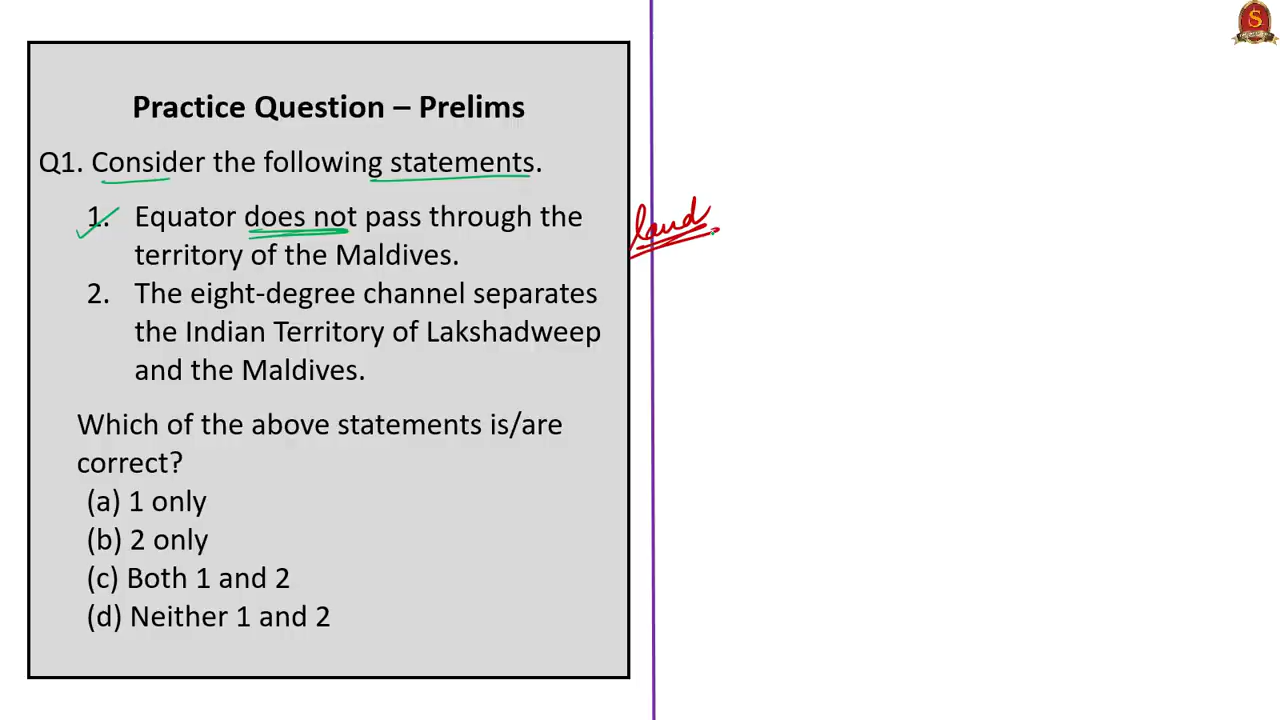 Practice Question – Prelims
Q1. Consider the following statements.
1. Equator does not pass through the
land
territory of the Maldives.
2. The eight-degree channel separates
the Indian Territory of Lakshadweep
and the Maldives.
Which of the above statements is/are
correct?
(a) 1 only
(b) 2 only
(c) Both 1 and 2
(d) Neither 1 and 2